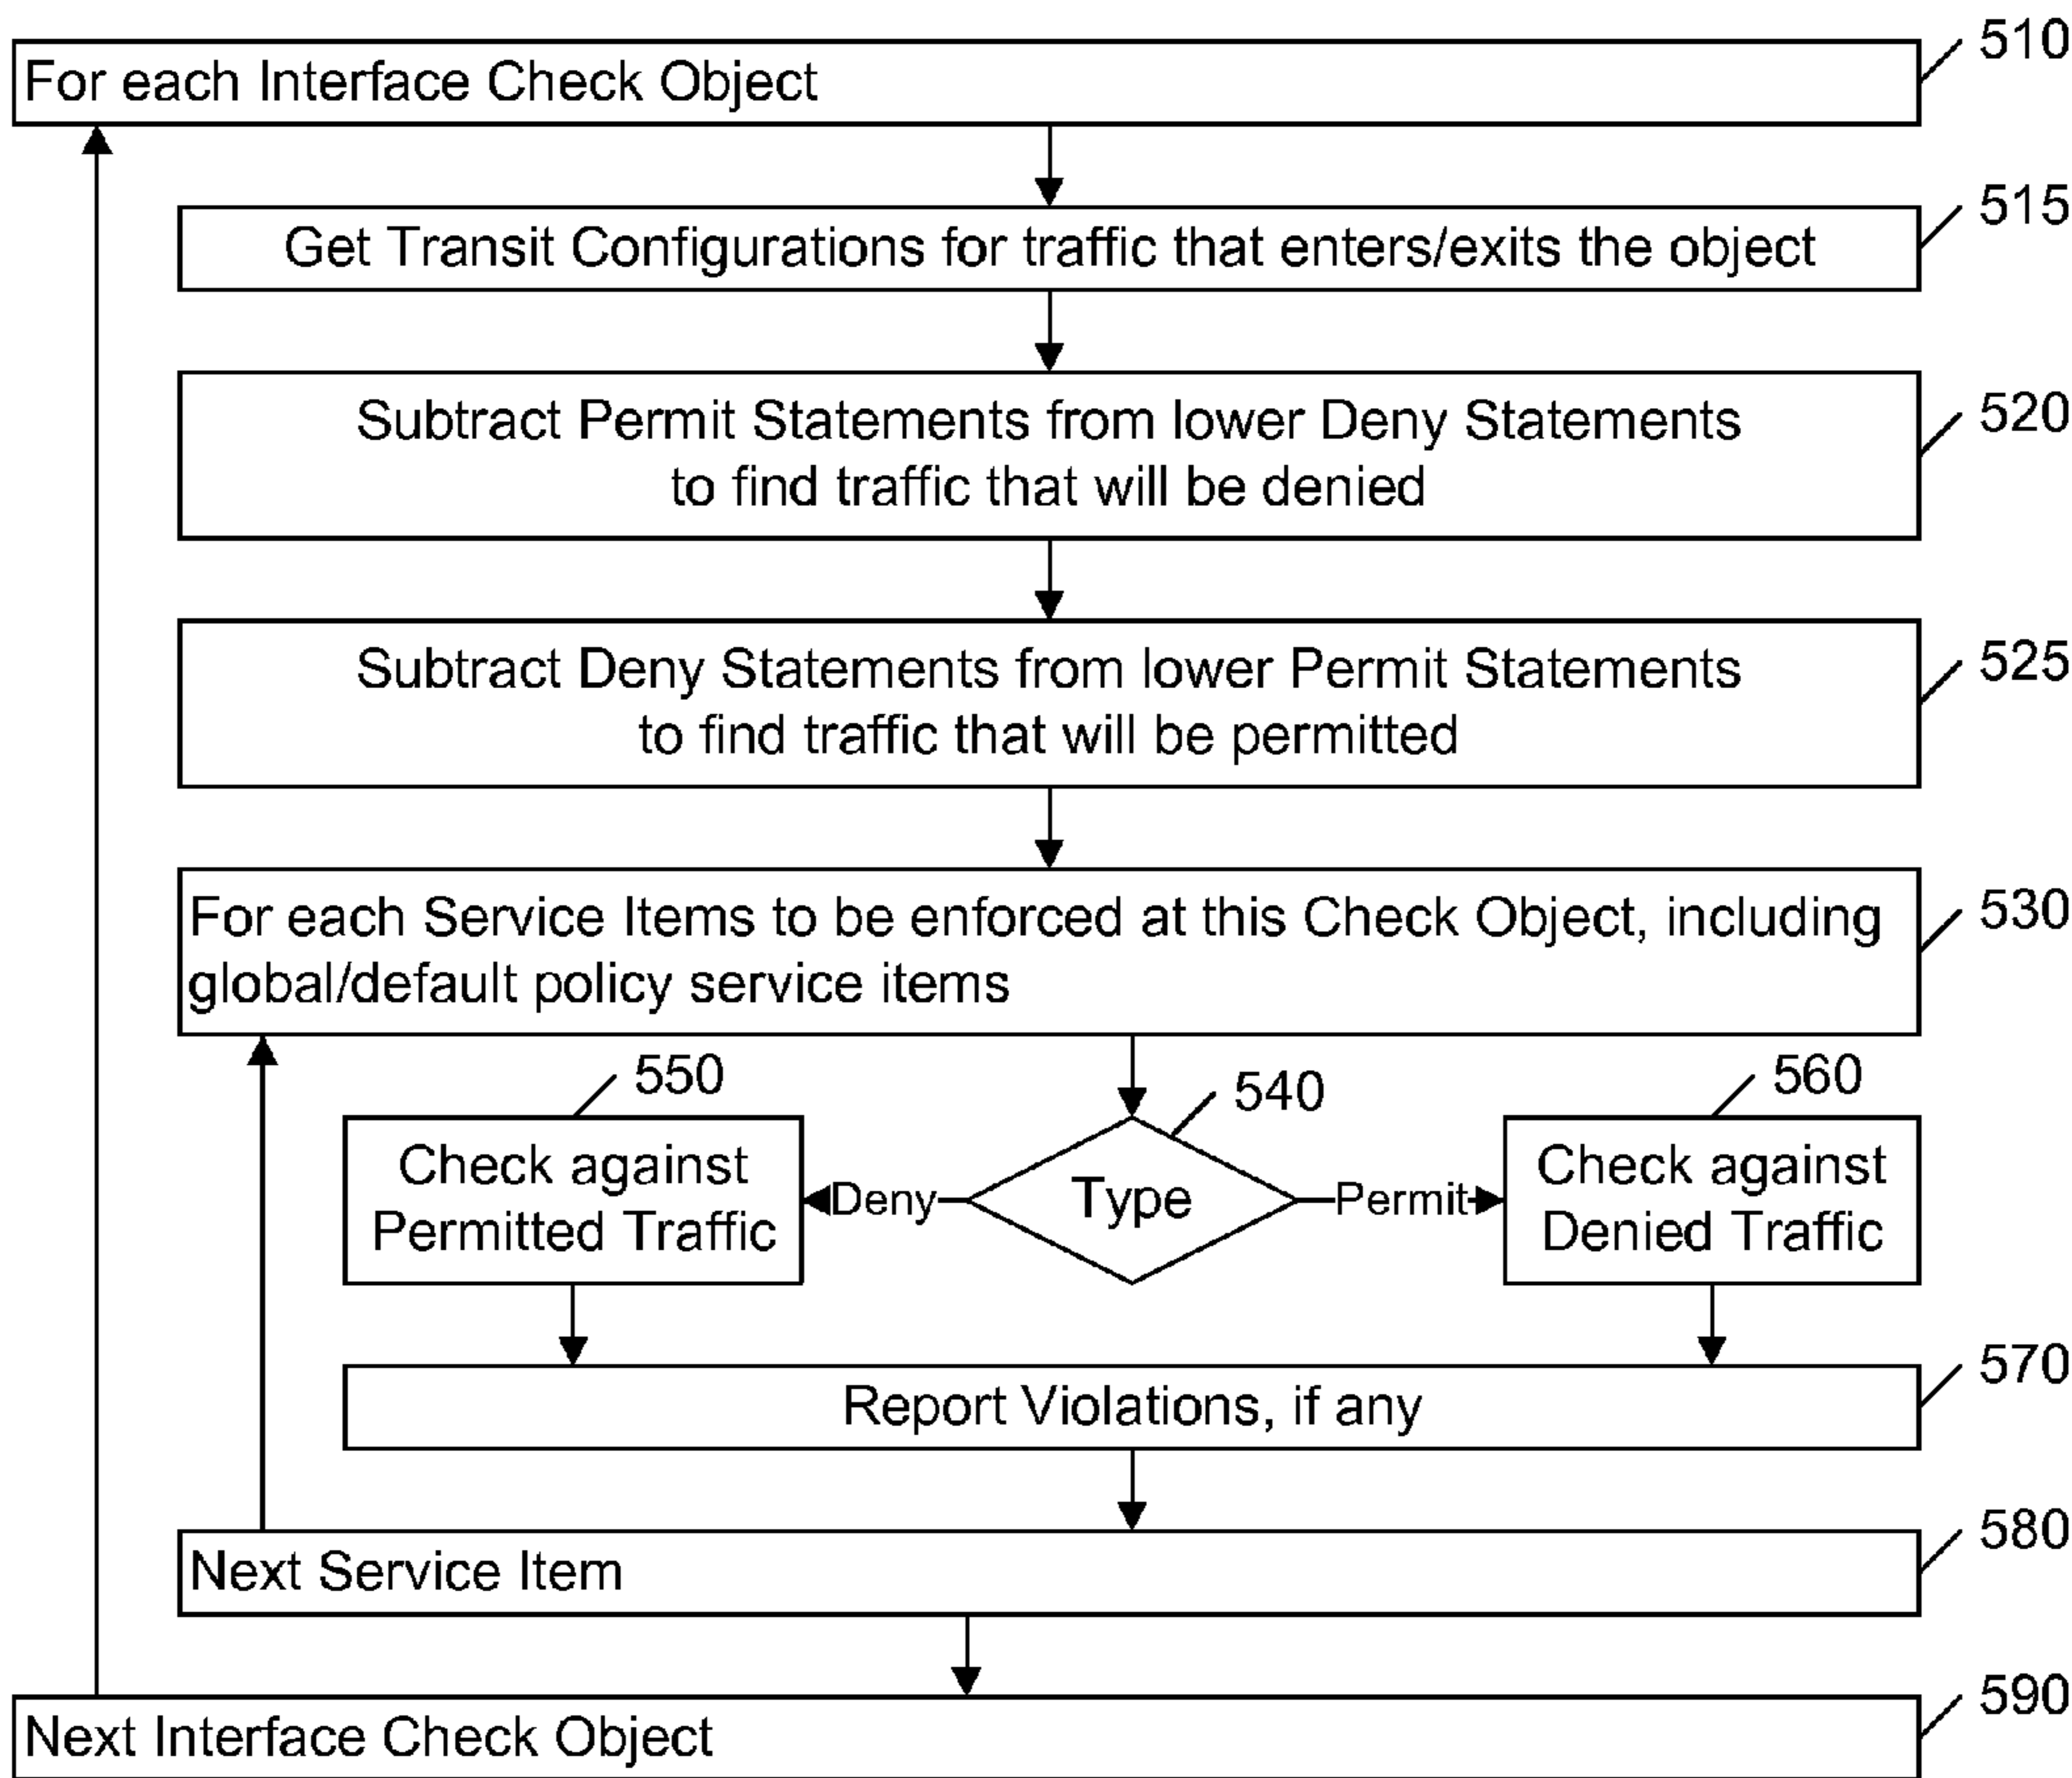 510
For each Interface Check Object
515
Get Transit Configurations for traffic that enters/exits the object
520
Subtract Permit Statements from lower Deny Statements
to find traffic that will be denied
525
Subtract Deny Statements from lower Permit Statements
to find traffic that will be permitted
530
For each Service Items to be enforced at this Check Object, including
global/default policy service items
550
540
560
Check against
Permitted Traffic
Deny
Type
Permit
Check against
Denied Traffic
570
Report Violations, if any
580
Next Service Item
590
Next Interface Check Object